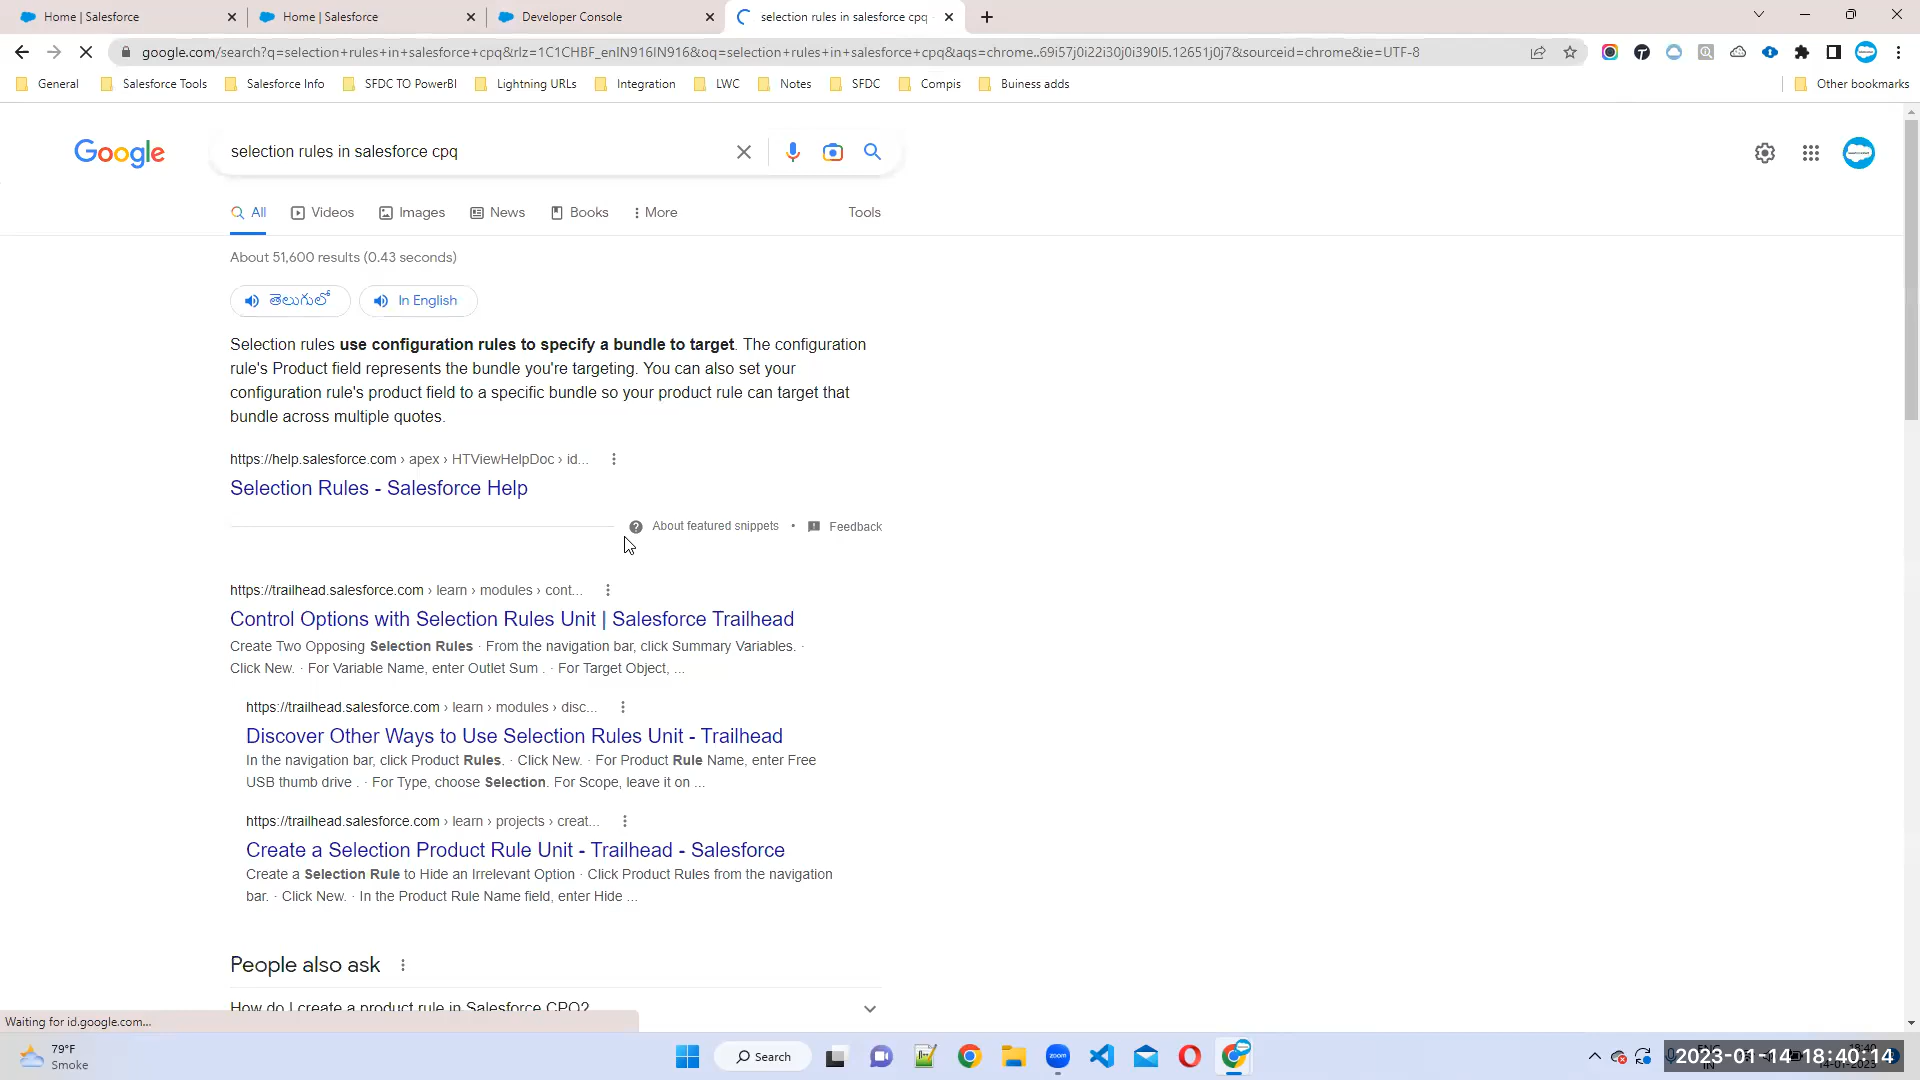 Home | Salesforce
Home | Salesforce
Developer Console
selection rules in salesforce cpq
google.com/search?q=selection+rules+in+salesforce+cpq&rlz=1C1CHBF_enIN916IN916&oq=selection+rules+in+salesforce+cpq&aqs=chrome..69i57j0i22i30j0i390l5.12651j0j7&sourceid=chrome&ie=UTF-8
General
Salesforce Tools
Salesforce Info
SFDC TO PowerBI
Lightning URLs
Integration
LWC
Notes
SFDC
Compis
Buiness adds
Other bookmarks
Google
selection rules in salesforce cpq
All
Videos
Images
News
Books
More
Tools
About 51,600 results (0.43 seconds)
తెలుగులో
In English
Selection rules use configuration rules to specify a bundle to target. The configuration
rule's Product field represents the bundle you're targeting. You can also set your
configuration rule's product field to a specific bundle so your product rule can target that
bundle across multiple quotes.
https://help.salesforce.com › apex › HTViewHelpDoc › id...
Selection Rules - Salesforce Help
About featured snippets • Feedback
https://trailhead.salesforce.com › learn › modules › cont...
Control Options with Selection Rules Unit | Salesforce Trailhead
Create Two Opposing Selection Rules · From the navigation bar, click Summary Variables. ·
Click New. · For Variable Name, enter Outlet Sum . · For Target Object, ...
https://trailhead.salesforce.com › learn › modules › disc...
Discover Other Ways to Use Selection Rules Unit - Trailhead
In the navigation bar, click Product Rules. · Click New. · For Product Rule Name, enter Free
USB thumb drive . · For Type, choose Selection. For Scope, leave it on ...
https://trailhead.salesforce.com › learn › projects › creat...
Create a Selection Product Rule Unit - Trailhead - Salesforce
Create a Selection Rule to Hide an Irrelevant Option · Click Product Rules from the navigation
bar. · Click New. · In the Product Rule Name field, enter Hide ...
People also ask
How do I create a product rule in Salesforce CPQ?
Waiting for id.google.com...
79°F
Smoke
Search
zoom
2023-01-14-18:40:14